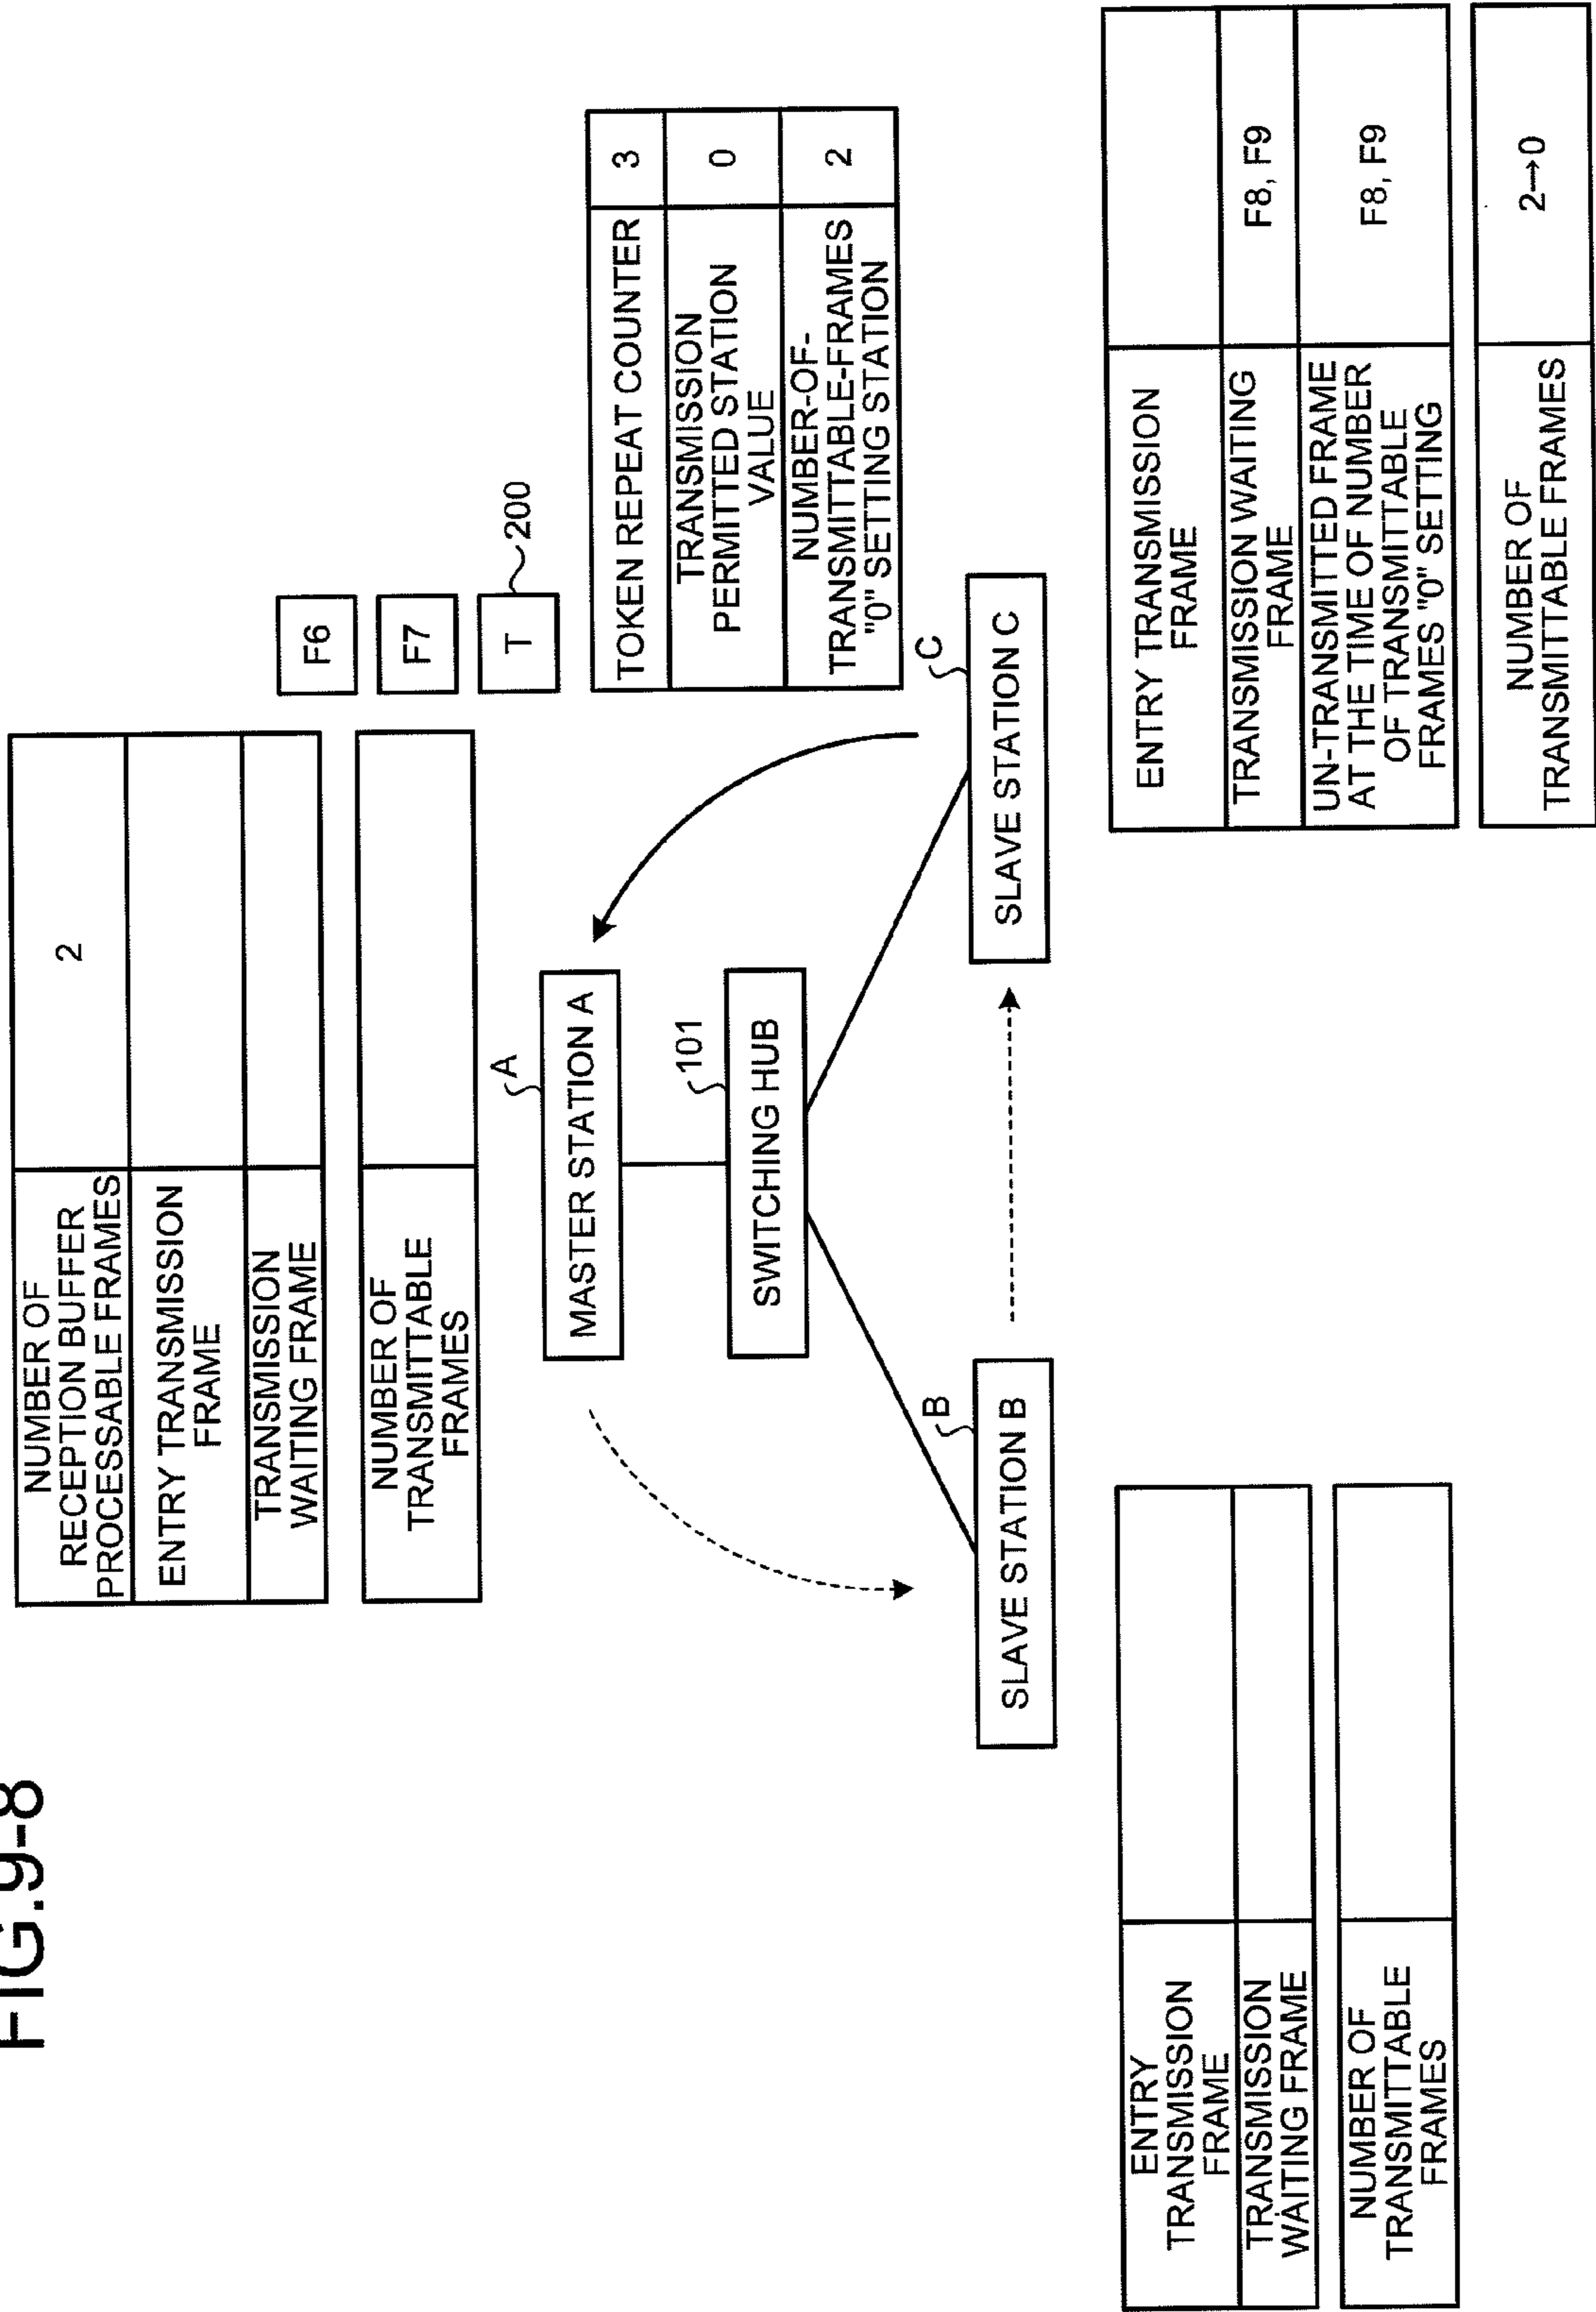 FIG.9-8
NUMBER OF
RECEPTION BUFFER
PROCESSABLE FRAMES
2
ENTRY TRANSMISSION
FRAME
TRANSMISSION
WAITING FRAME
NUMBER OF
TRANSMITTABLE
FRAMES
F6
F7
T
200
TOKEN REPEAT COUNTER
3
TRANSMISSION
PERMITTED STATION
VALUE
0
NUMBER-OF-
TRANSMITTABLE-FRAMES
"0" SETTING STATION
2
A
MASTER STATION A
101
SWITCHING HUB
B
SLAVE STATION B
C
SLAVE STATION C
ENTRY
TRANSMISSION
FRAME
TRANSMISSION
WAITING FRAME
NUMBER OF
TRANSMITTABLE
FRAMES
ENTRY TRANSMISSION
FRAME
TRANSMISSION WAITING
FRAME
F8, F9
UN-TRANSMITTED FRAME
AT THE TIME OF NUMBER
OF TRANSMITTABLE
FRAMES "0" SETTING
F8, F9
NUMBER OF
TRANSMITTABLE FRAMES
2→0